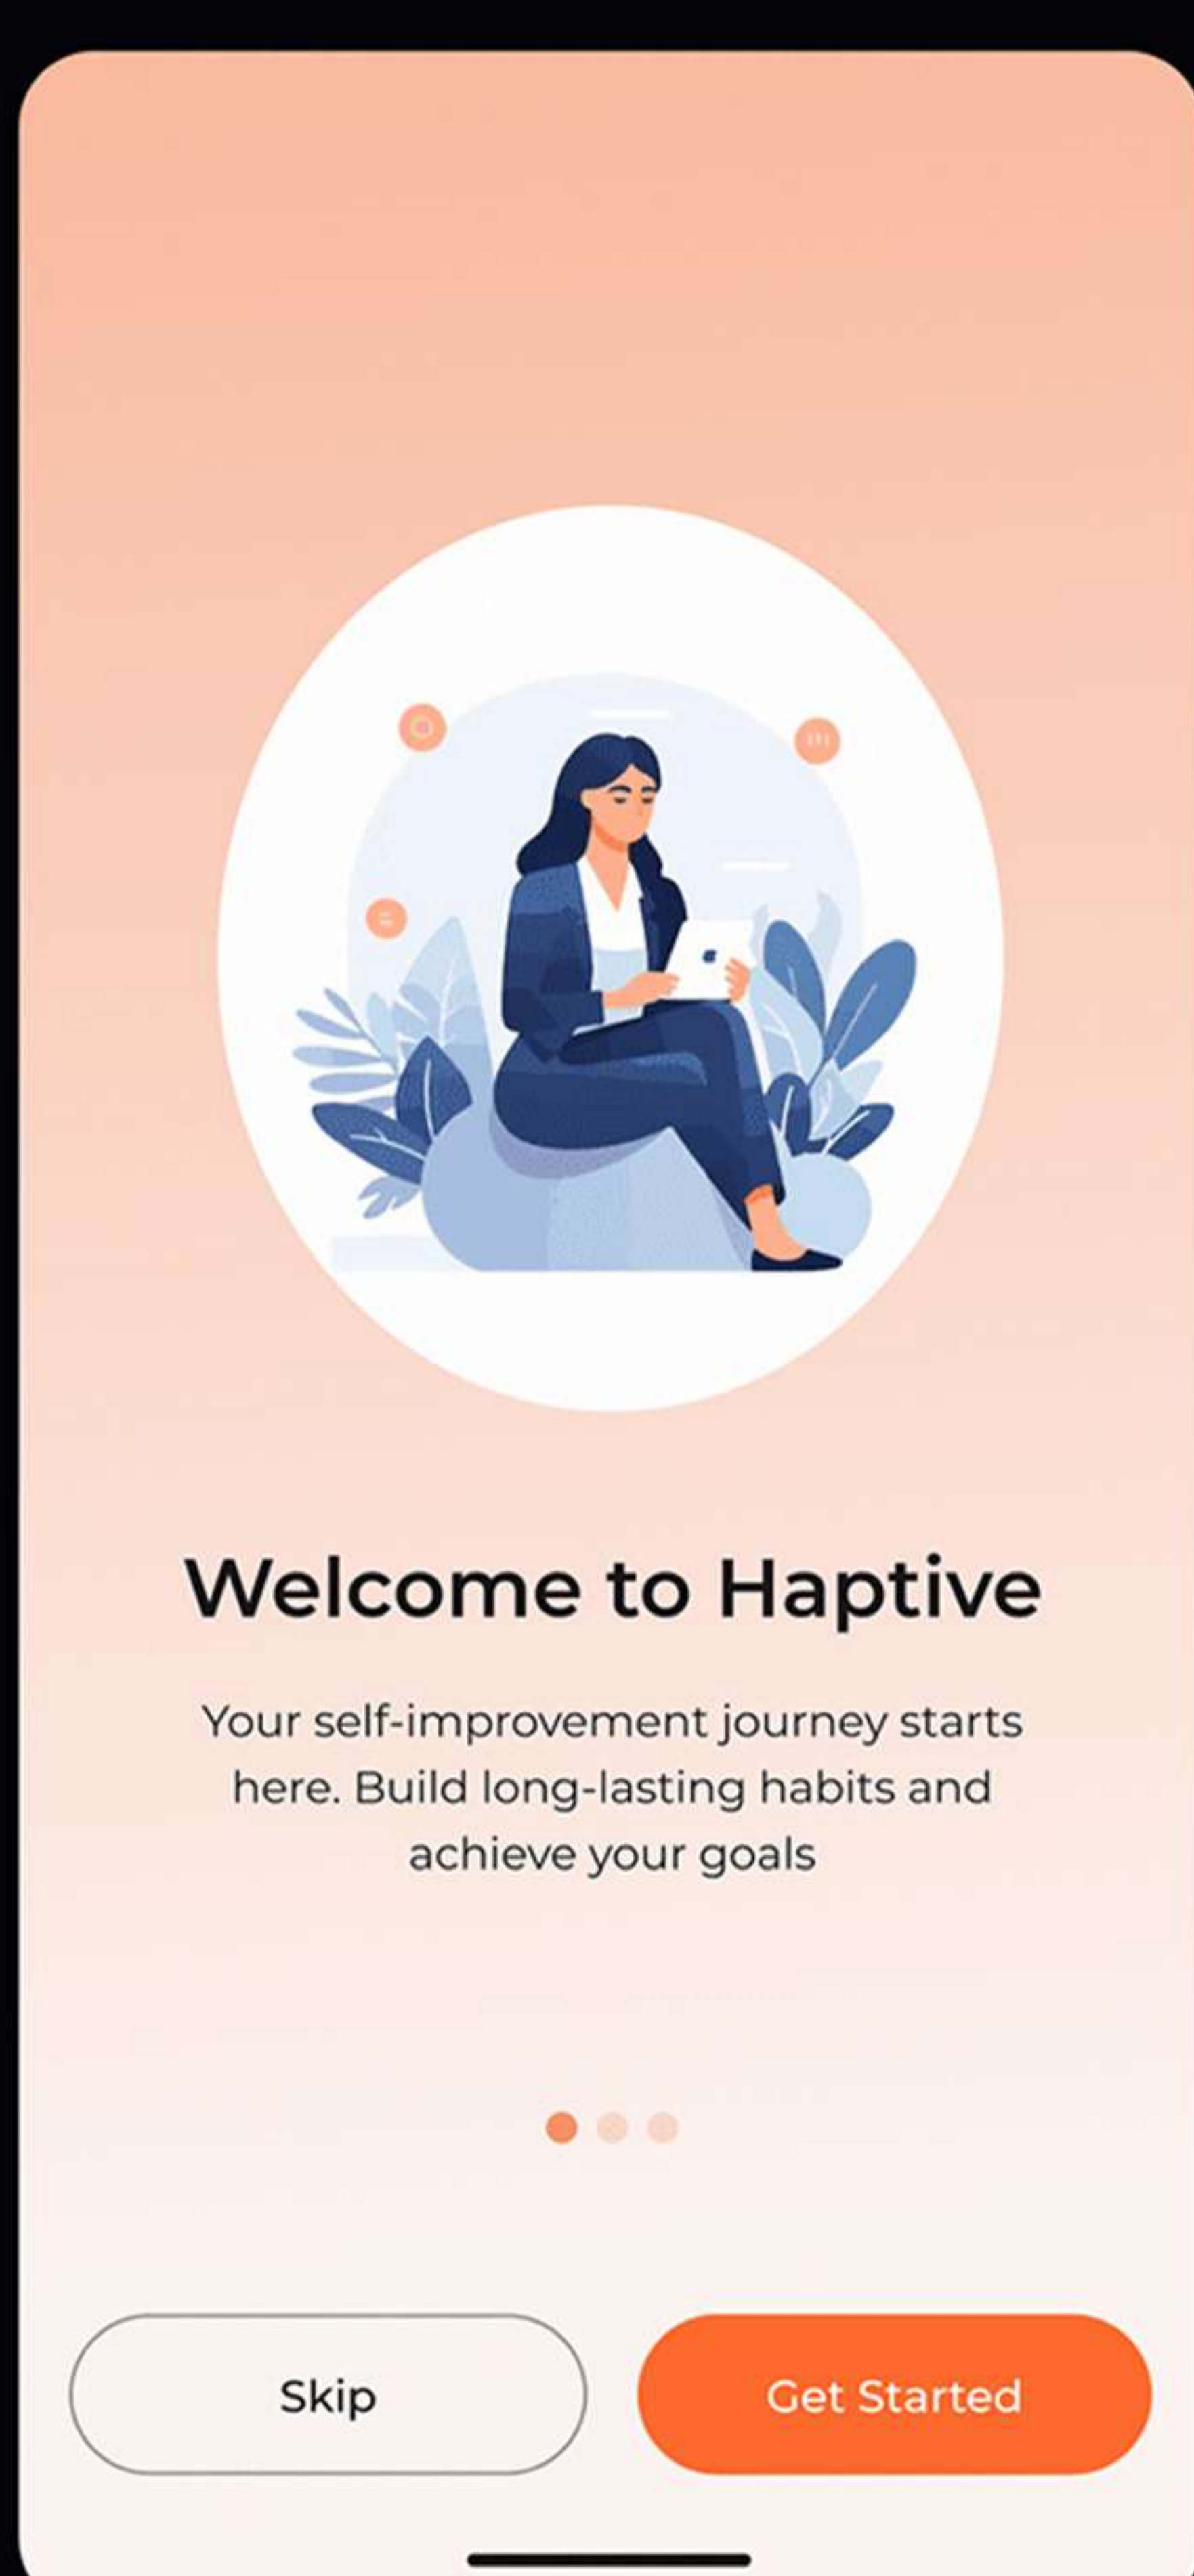 Welcome to Haptive
Your self-improvement journey starts
here. Build long-lasting habits and
achieve your goals
Skip
Get Started